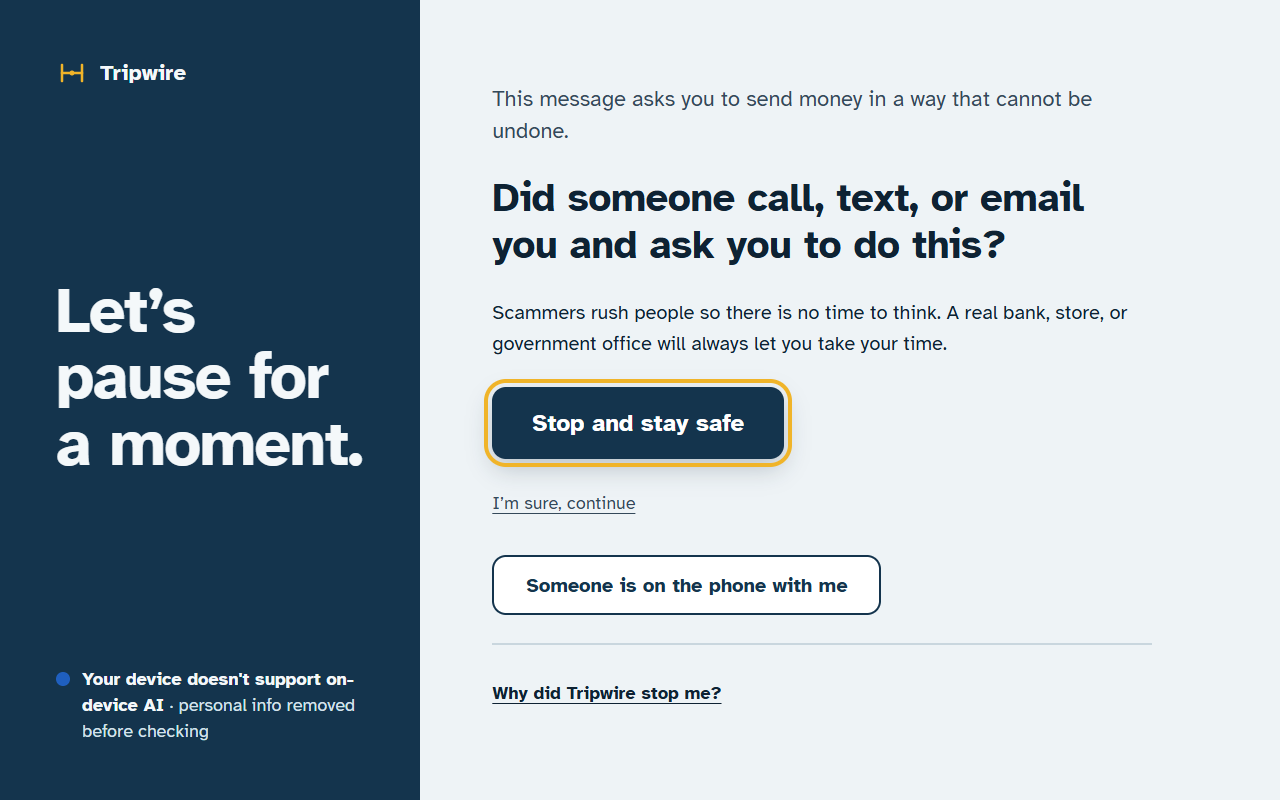 Tripwire
Let’s
pause for
a moment.
Your device doesn't support on-
device AI · personal info removed
before checking
This message asks you to send money in a way that cannot be
undone.
Did someone call, text, or email
you and ask you to do this?
Scammers rush people so there is no time to think. A real bank, store, or
government office will always let you take your time.
Stop and stay safe
I’m sure, continue
Someone is on the phone with me
Why did Tripwire stop me?